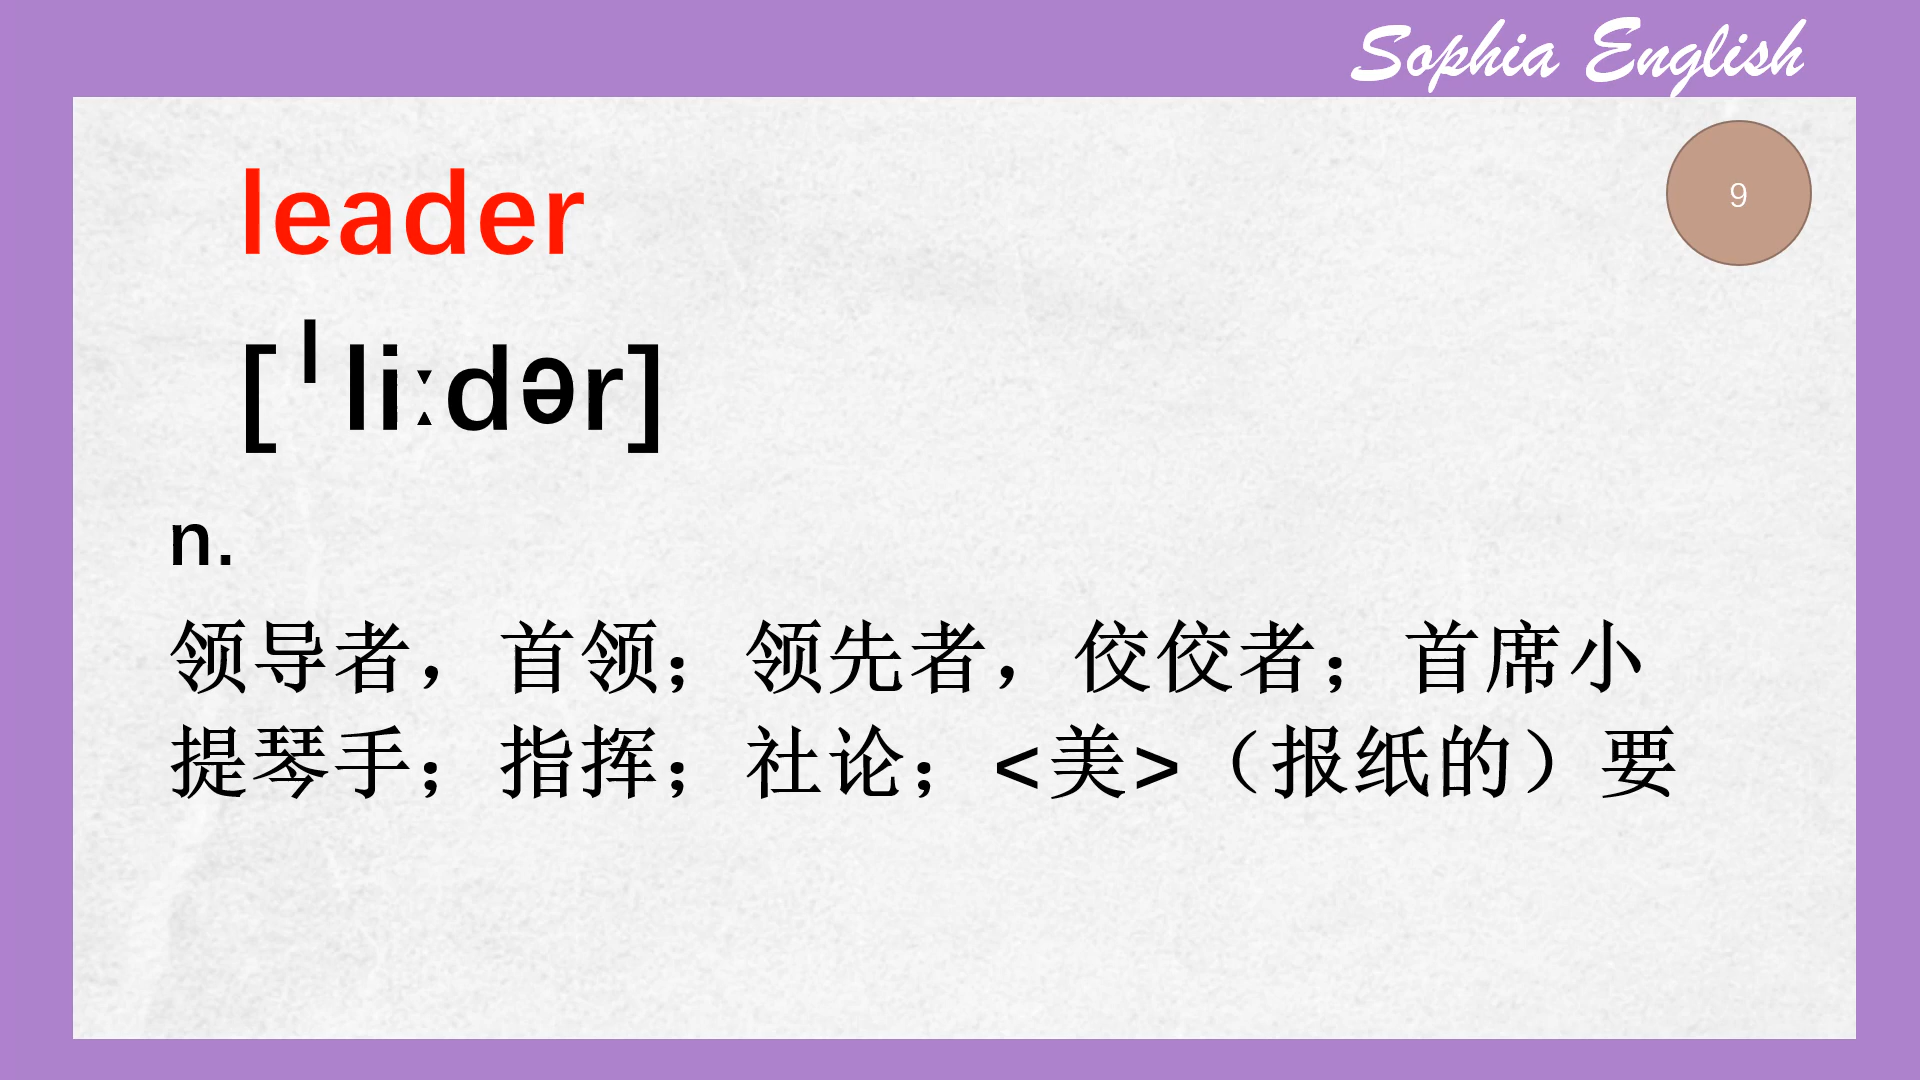 Sophia English
9
leader
[ˈliːdər]
n.
领导者，首领；领先者，佼佼者；首席小
提琴手；指挥；社论；<美>（报纸的）要